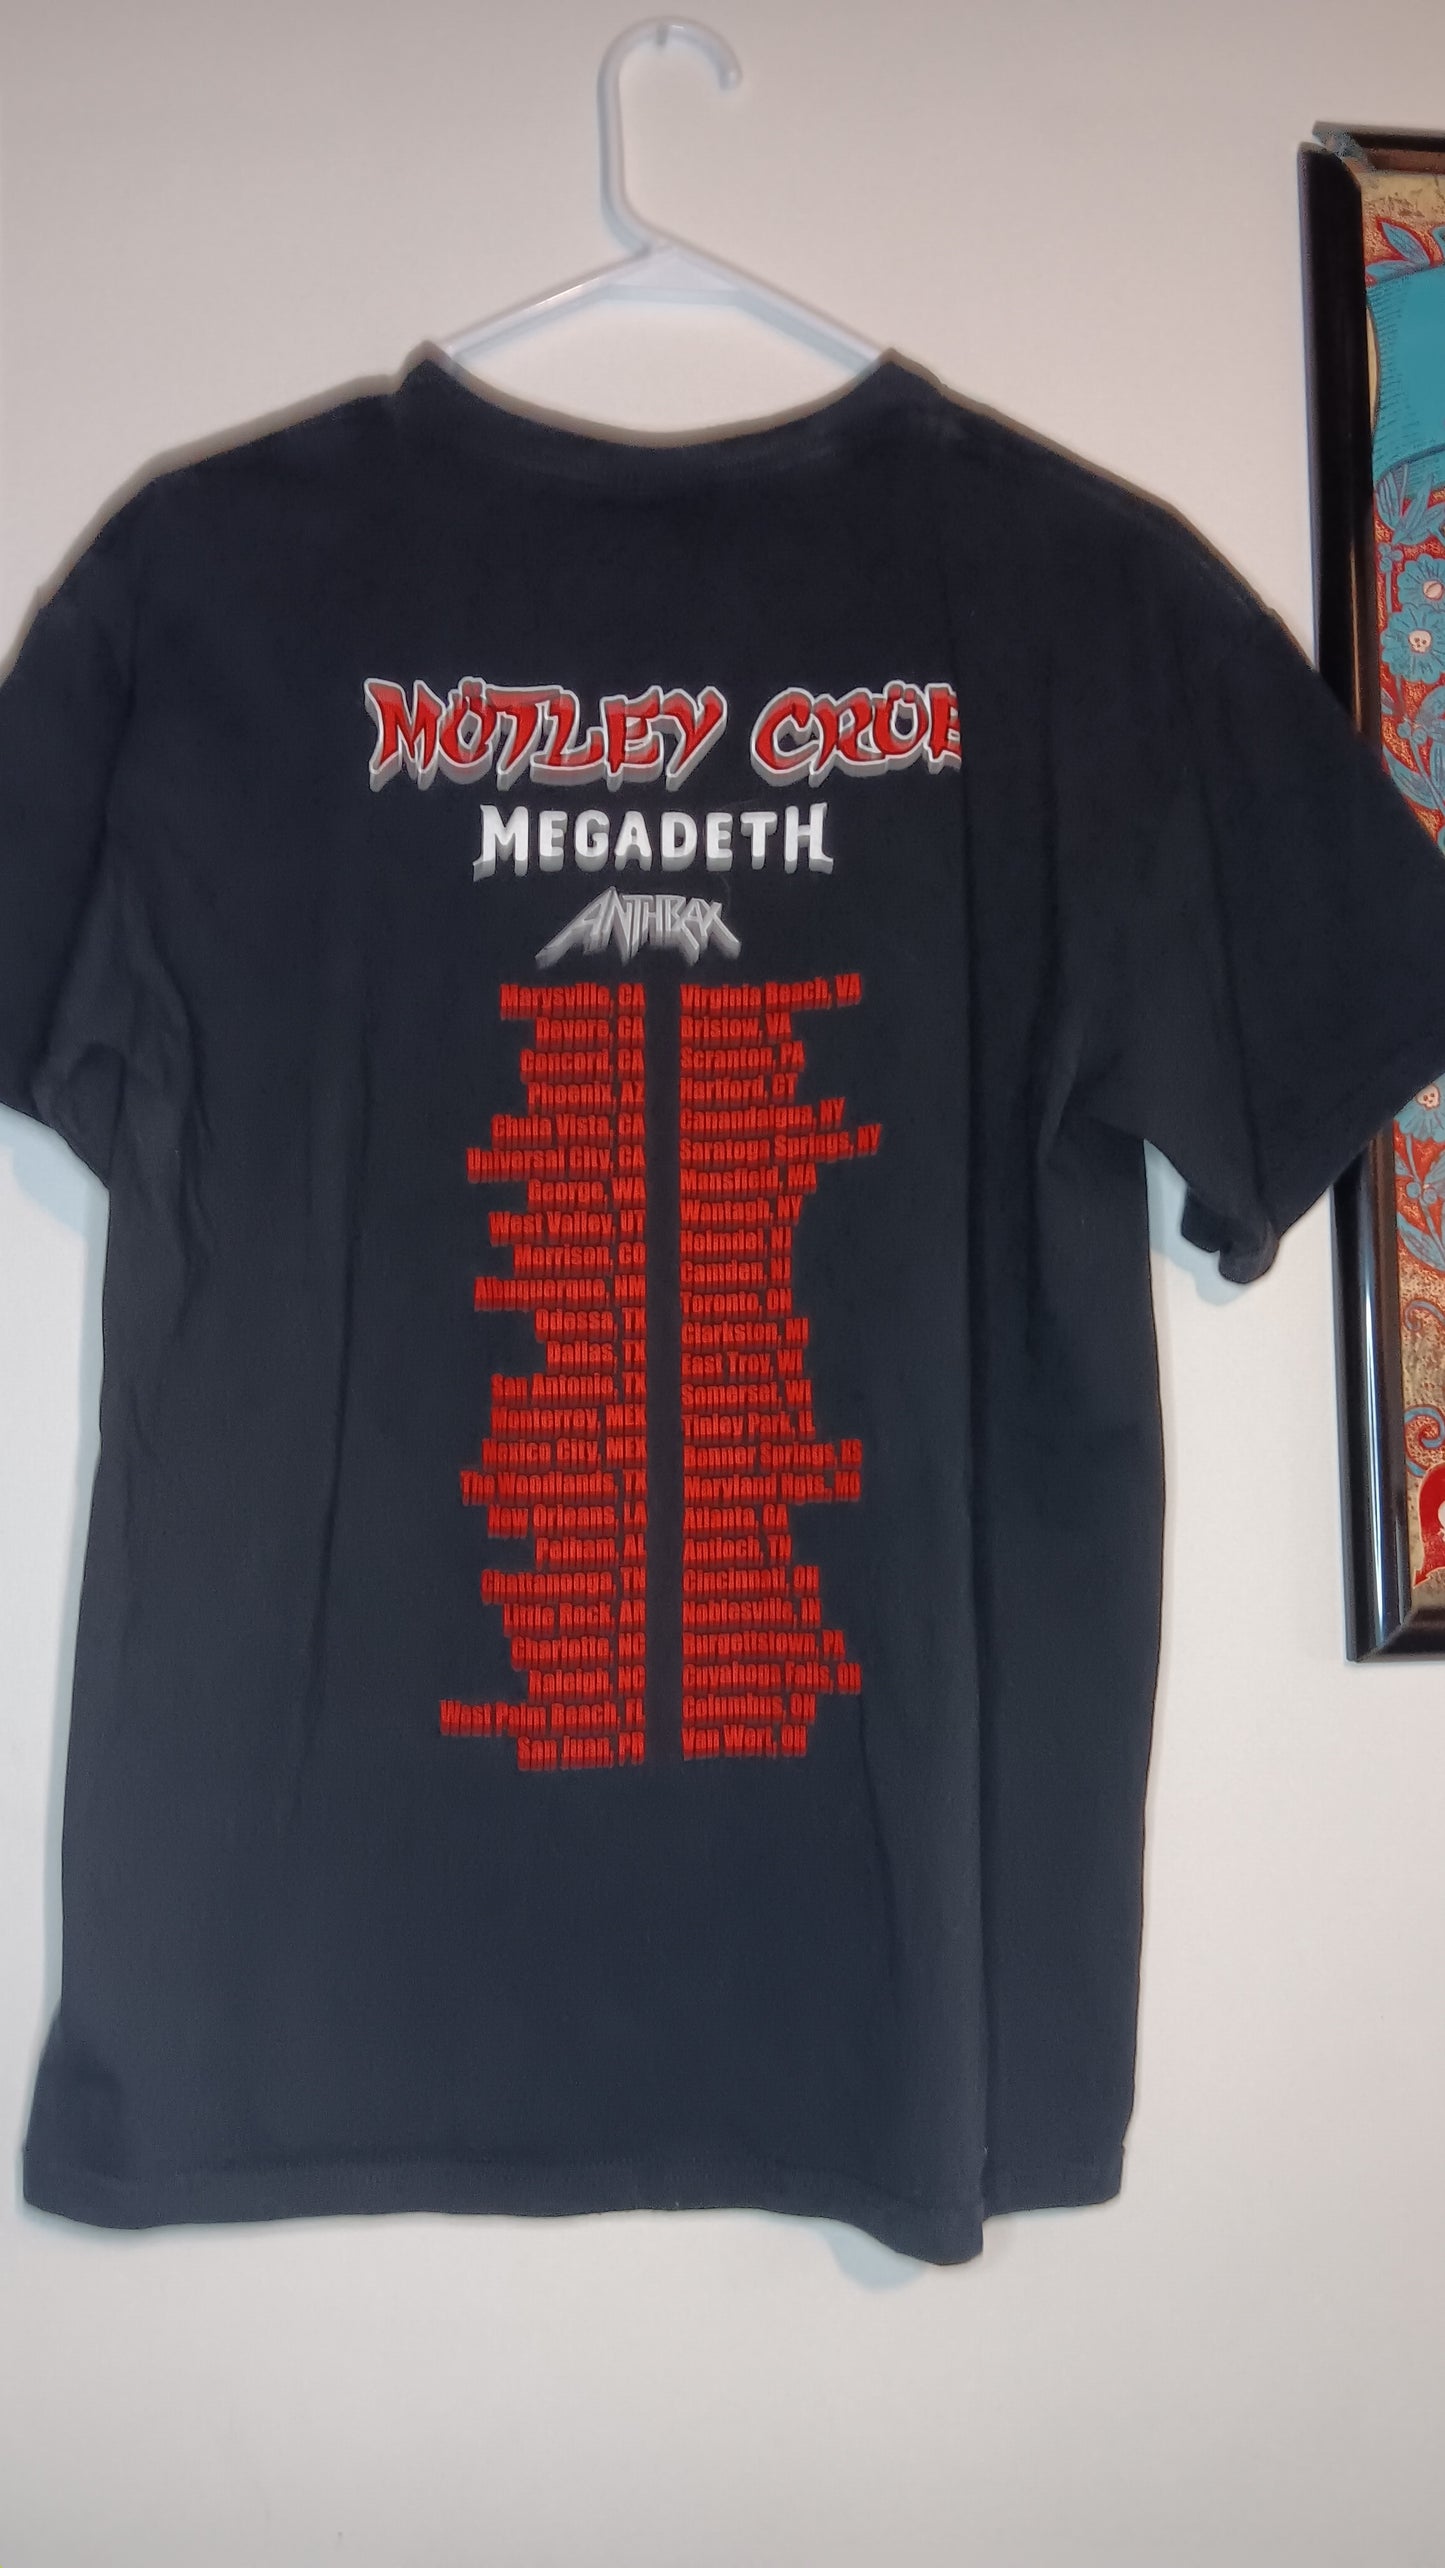 MÖTLEY CRÜE
MEGADETH
ANTHRAX
Marysville, CA
Devore, CA
Concord, CA
Phoenix, AZ
Chula Vista, CA
Universal City, CA
George, WA
West Valley, UT
Morrison, CO
Albuquerque, NM
Odessa, TX
Dallas, TX
San Antonio, TX
Monterrey, MEX
Mexico City, MEX
The Woodlands, TX
New Orleans, LA
Pelham, AL
Chattanooga, TN
Little Rock, AR
Charlotte, NC
Raleigh, NC
West Palm Beach, FL
San Juan, PR
Virginia Beach, VA
Bristow, VA
Scranton, PA
Hartford, CT
Canandaigua, NY
Saratoga Springs, NY
Mansfield, MA
Wantagh, NY
Holmdel, NJ
Camden, NJ
Toronto, ON
Clarkston, MI
East Troy, WI
Somerset, WI
Tinley Park, IL
Bonner Springs, KS
Maryland Hgts, MO
Atlanta, GA
Antioch, TN
Cincinnati, OH
Noblesville, IN
Burgettstown, PA
Cuyahoga Falls, OH
Columbus, OH
Van Wert, OH